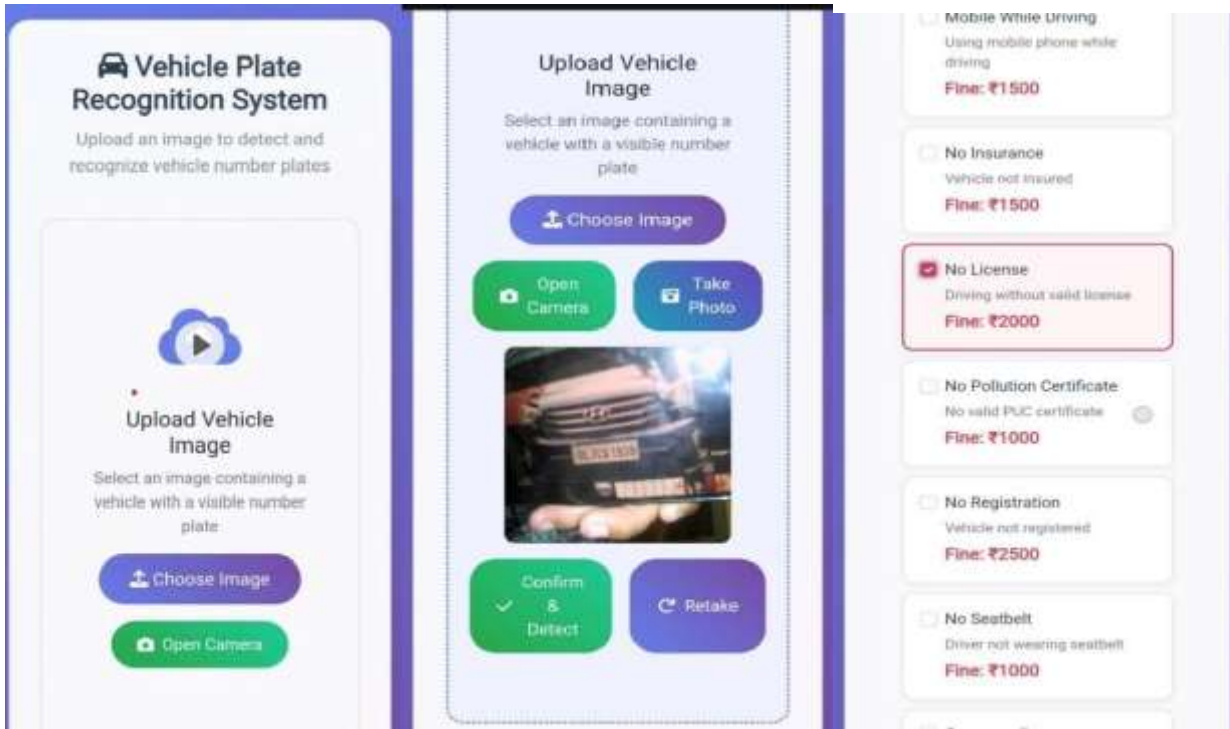 Vehicle Plate
Recognition System
Upload an image to detect and
recognize vehicle number plates
Upload Vehicle
Image
Select an image containing a
vehicle with a visible number
plate
Choose Image
Open Camera
Upload Vehicle
Image
Select an image containing a
vehicle with a visible number
plate
Choose Image
Open
Camera
Take
Photo
Confirm
&
Detect
Retake
Mobile While Driving
Using mobile phone while
driving
Fine: ₹1500
No Insurance
Vehicle not insured
Fine: ₹1500
No License
Driving without valid license
Fine: ₹2000
No Pollution Certificate
No valid PUC certificate
Fine: ₹1000
No Registration
Vehicle not registered
Fine: ₹2500
No Seatbelt
Driver not wearing seatbelt
Fine: ₹1000